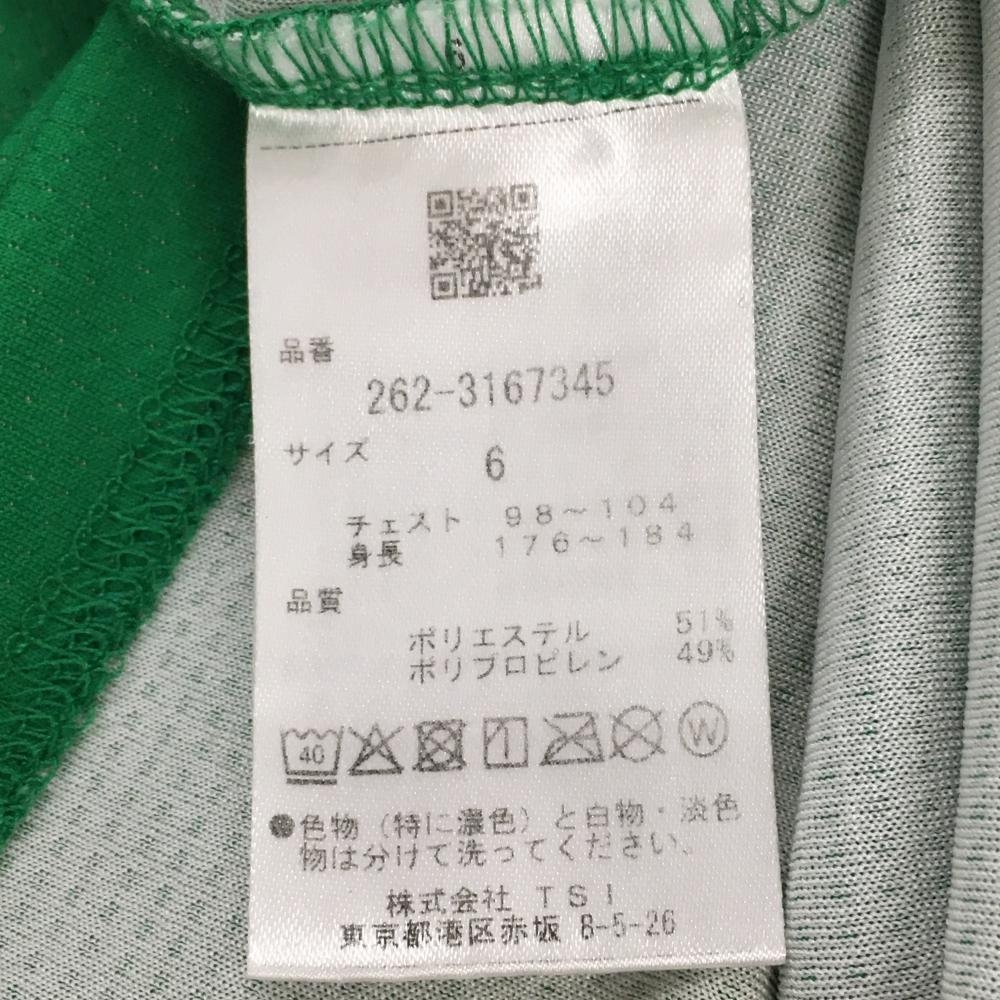 品番
262-3167345
サイズ 6
チェスト 98~104
身長 176~184
品質
ポリエステル 51%
ポリプロピレン 49%
40 W
●色物(特に濃色)と白物・淡色
物は分けて洗ってください。
株式会社 TSI
東京都港区赤坂 8-5-26